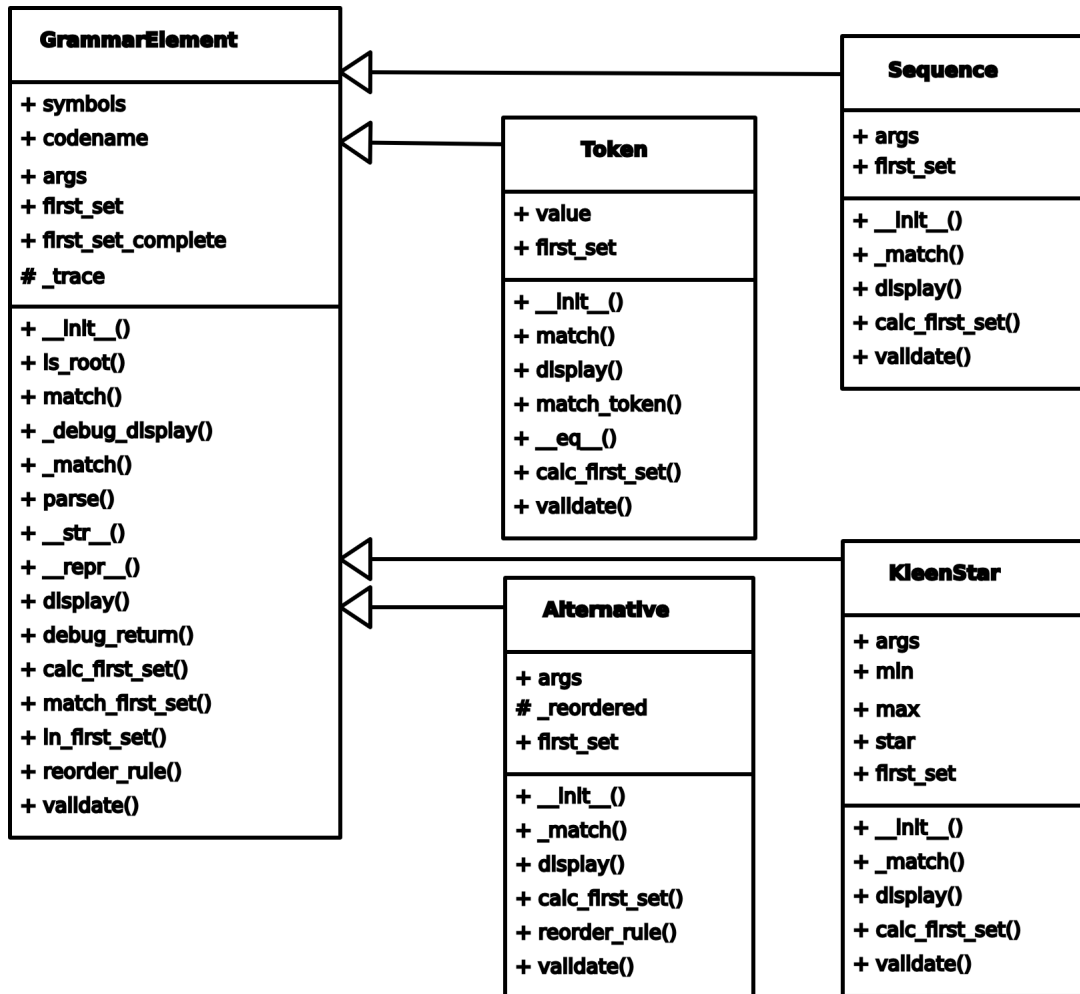 GrammarElement
+ symbols
+ codename
+ args
+ first_set
+ first_set_complete
# _trace
+ __init__()
+ is_root()
+ match()
+ _debug_display()
+ _match()
+ parse()
+ __str__()
+ __repr__()
+ display()
+ debug_return()
+ calc_first_set()
+ match_first_set()
+ in_first_set()
+ reorder_rule()
+ validate()
Token
+ value
+ first_set
+ __init__()
+ match()
+ display()
+ match_token()
+ __eq__()
+ calc_first_set()
+ validate()
Sequence
+ args
+ first_set
+ __init__()
+ _match()
+ display()
+ calc_first_set()
+ validate()
Alternative
+ args
# _reordered
+ first_set
+ __init__()
+ _match()
+ display()
+ calc_first_set()
+ reorder_rule()
+ validate()
KleenStar
+ args
+ min
+ max
+ star
+ first_set
+ __init__()
+ _match()
+ display()
+ calc_first_set()
+ validate()